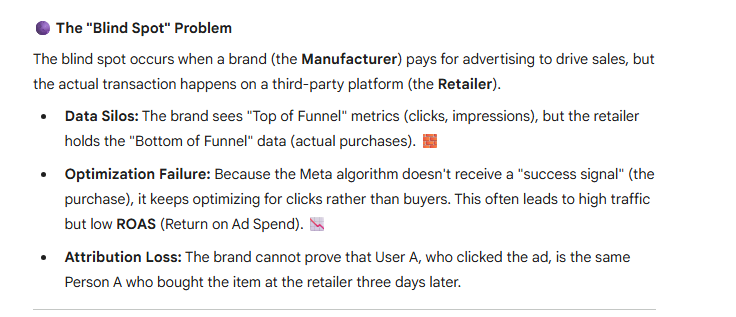 🟣 The "Blind Spot" Problem
The blind spot occurs when a brand (the Manufacturer) pays for advertising to drive sales, but
the actual transaction happens on a third-party platform (the Retailer).
• Data Silos: The brand sees "Top of Funnel" metrics (clicks, impressions), but the retailer
holds the "Bottom of Funnel" data (actual purchases). 🧱
• Optimization Failure: Because the Meta algorithm doesn't receive a "success signal" (the
purchase), it keeps optimizing for clicks rather than buyers. This often leads to high traffic
but low ROAS (Return on Ad Spend). 📉
• Attribution Loss: The brand cannot prove that User A, who clicked the ad, is the same
Person A who bought the item at the retailer three days later.